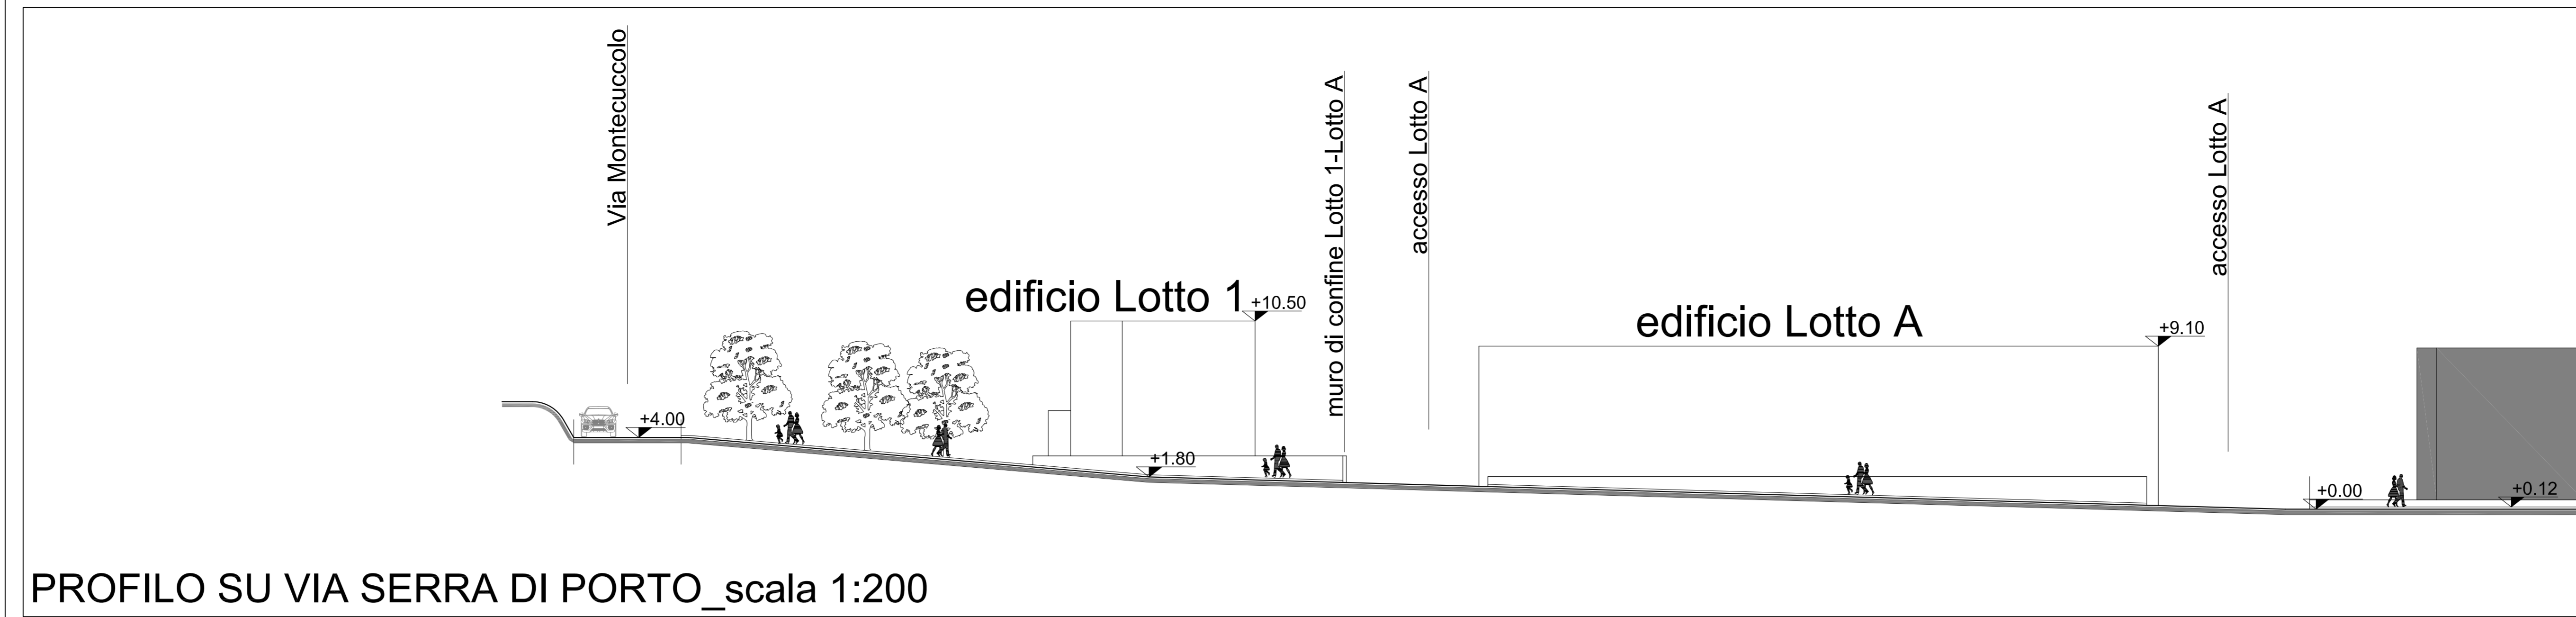 Via Montecuccolo
muro di confine Lotto 1-Lotto A
accesso Lotto A
accesso Lotto A
edificio Lotto 1
+10.50
edificio Lotto A
+9.10
+4.00
+1.80
+0.00
+0.12
PROFILO SU VIA SERRA DI PORTO_scala 1:200